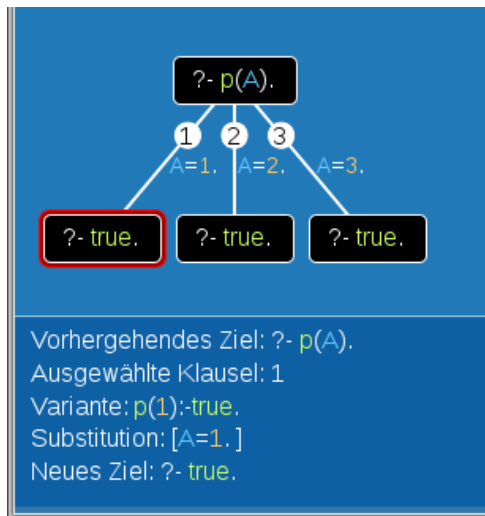 ?- p(A).
1 2 3
A=1. A=2. A=3.
?- true. ?- true. ?- true.
Vorhergehendes Ziel: ?- p(A).
Ausgewählte Klausel: 1
Variante: p(1):-true.
Substitution: [A=1. ]
Neues Ziel: ?- true.